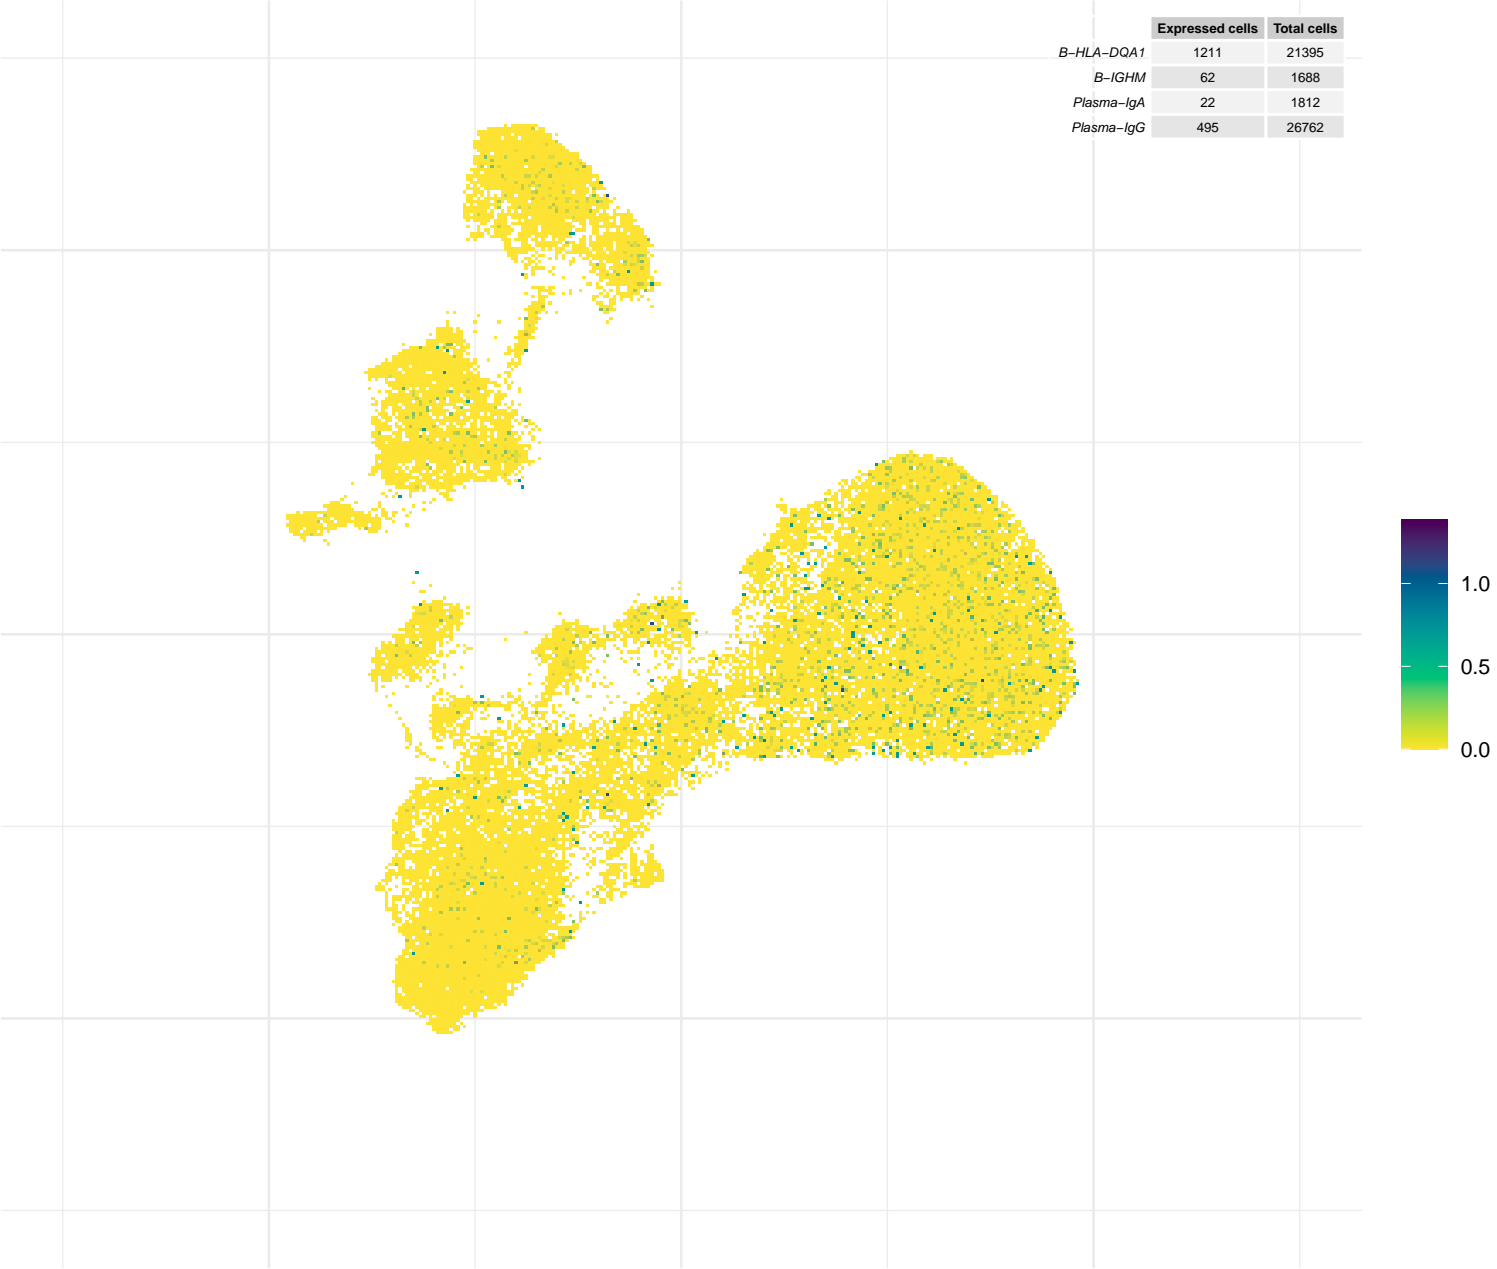 Expressed cells Total cells
B−HLA−DQA1 1211 21395
B−IGHM 62 1688
Plasma−IgA 22 1812
Plasma−IgG 495 26762
1.0
0.5
0.0